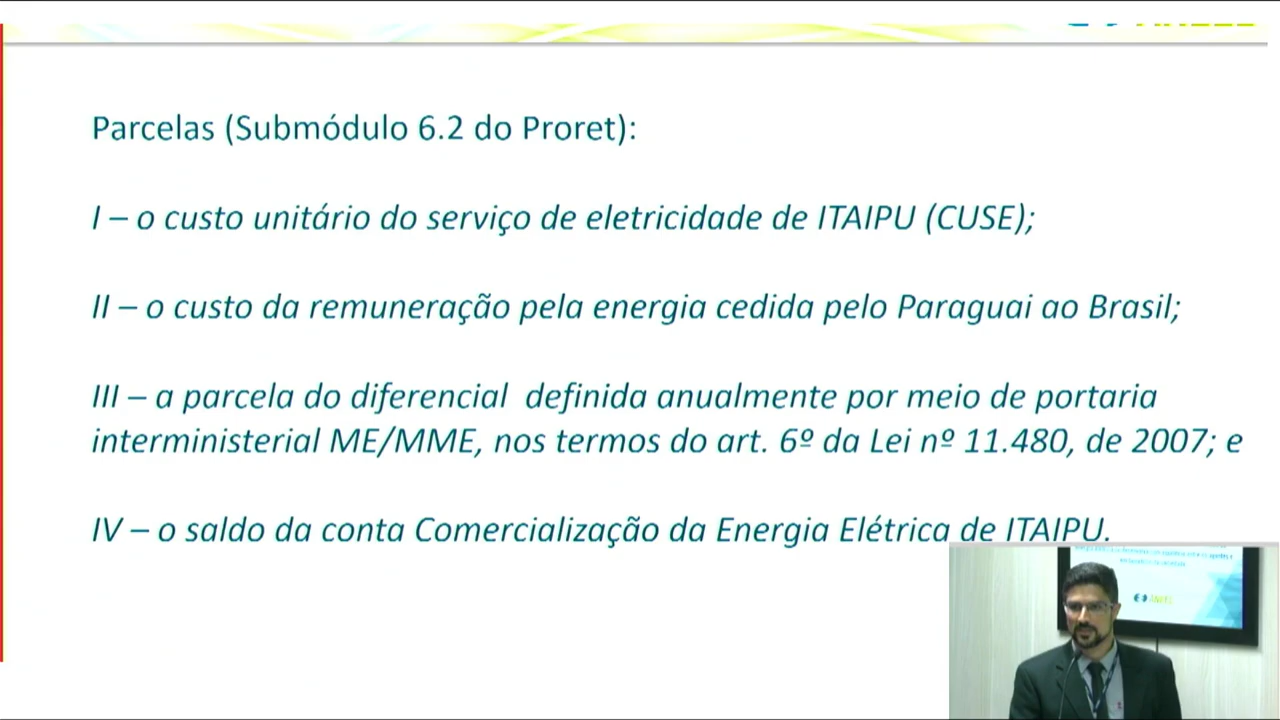 Parcelas (Submódulo 6.2 do Proret):
I – o custo unitário do serviço de eletricidade de ITAIPU (CUSE);
II – o custo da remuneração pela energia cedida pelo Paraguai ao Brasil;
III – a parcela do diferencial definida anualmente por meio de portaria
interministerial ME/MME, nos termos do art. 6º da Lei nº 11.480, de 2007; e
IV – o saldo da conta Comercialização da Energia Elétrica de ITAIPU.
ANEEL